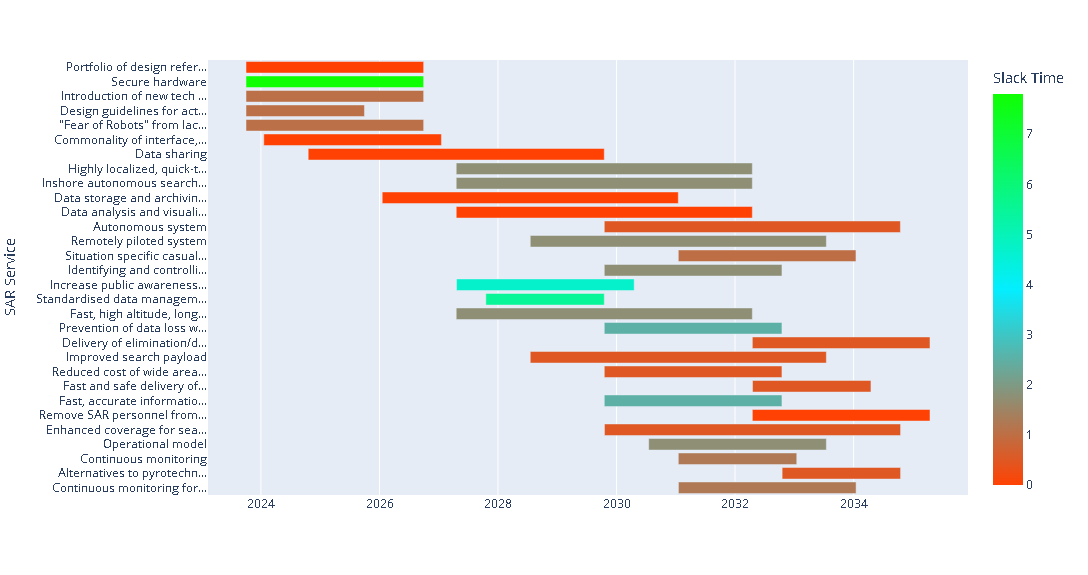 Slack Time
Portfolio of design refer...
Secure hardware
Introduction of new tech ...
Design guidelines for act...
"Fear of Robots" from lac...
Commonality of interface,...
Data sharing
Highly localized, quick-t...
Inshore autonomous search...
Data storage and archivin...
Data analysis and visuali...
Autonomous system
Remotely piloted system
Situation specific casual...
Identifying and controlli...
Increase public awareness...
Standardised data managem...
Fast, high altitude, long...
Prevention of data loss w...
Delivery of elimination/d...
Improved search payload
Reduced cost of wide area...
Fast and safe delivery of...
Fast, accurate informatio...
Remove SAR personnel from...
Enhanced coverage for sea...
Operational model
Continuous monitoring
Alternatives to pyrotechn...
Continuous monitoring for...
SAR Service
2024
2026
2028
2030
2032
2034
7
6
5
4
3
2
1
0